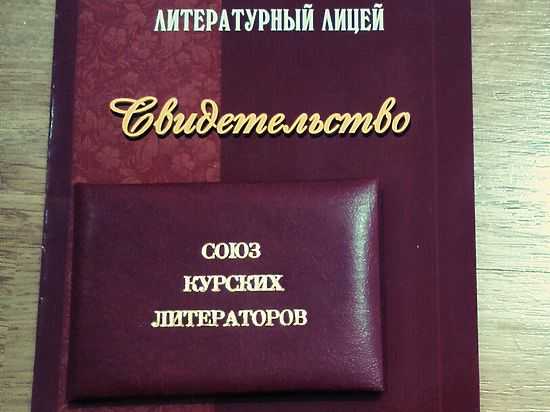 ЛИТЕРАТУРНЫЙ ЛИЦЕЙ
Свидетельство
СОЮЗ
КУРСКИХ
ЛИТЕРАТОРОВ